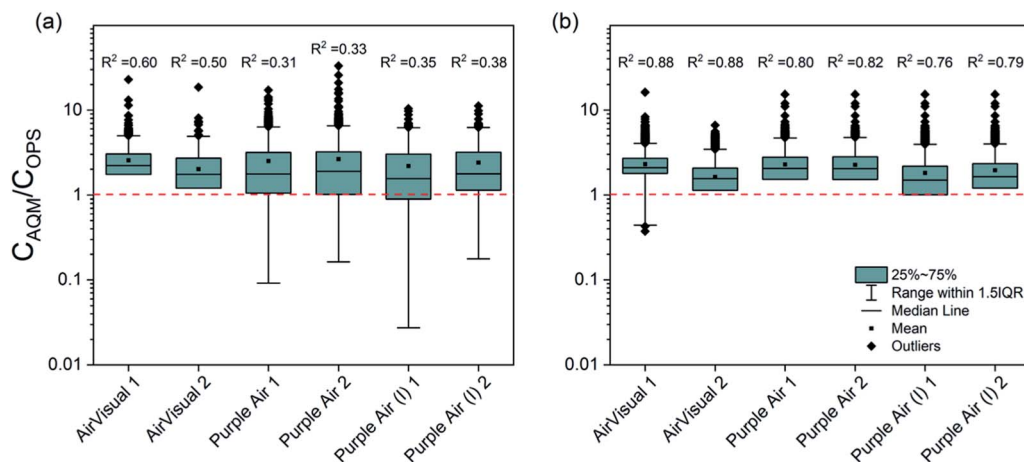 (a)
R² =0.60
R² =0.50
R² =0.31
R² =0.33
R² =0.35
R² =0.38
C_AQM/C_OPS
10
1
0.1
0.01
AirVisual 1
AirVisual 2
Purple Air 1
Purple Air 2
Purple Air (I) 1
Purple Air (I) 2
(b)
R² =0.88
R² =0.88
R² =0.80
R² =0.82
R² =0.76
R² =0.79
10
1
0.1
0.01
25%~75%
Range within 1.5IQR
Median Line
Mean
Outliers
AirVisual 1
AirVisual 2
Purple Air 1
Purple Air 2
Purple Air (I) 1
Purple Air (I) 2